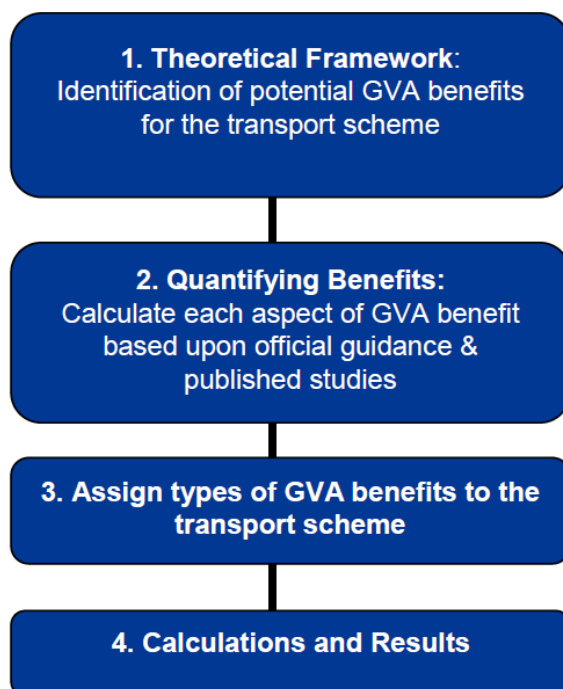 1. Theoretical Framework:
Identification of potential GVA benefits
for the transport scheme
2. Quantifying Benefits:
Calculate each aspect of GVA benefit
based upon official guidance &
published studies
3. Assign types of GVA benefits to the
transport scheme
4. Calculations and Results